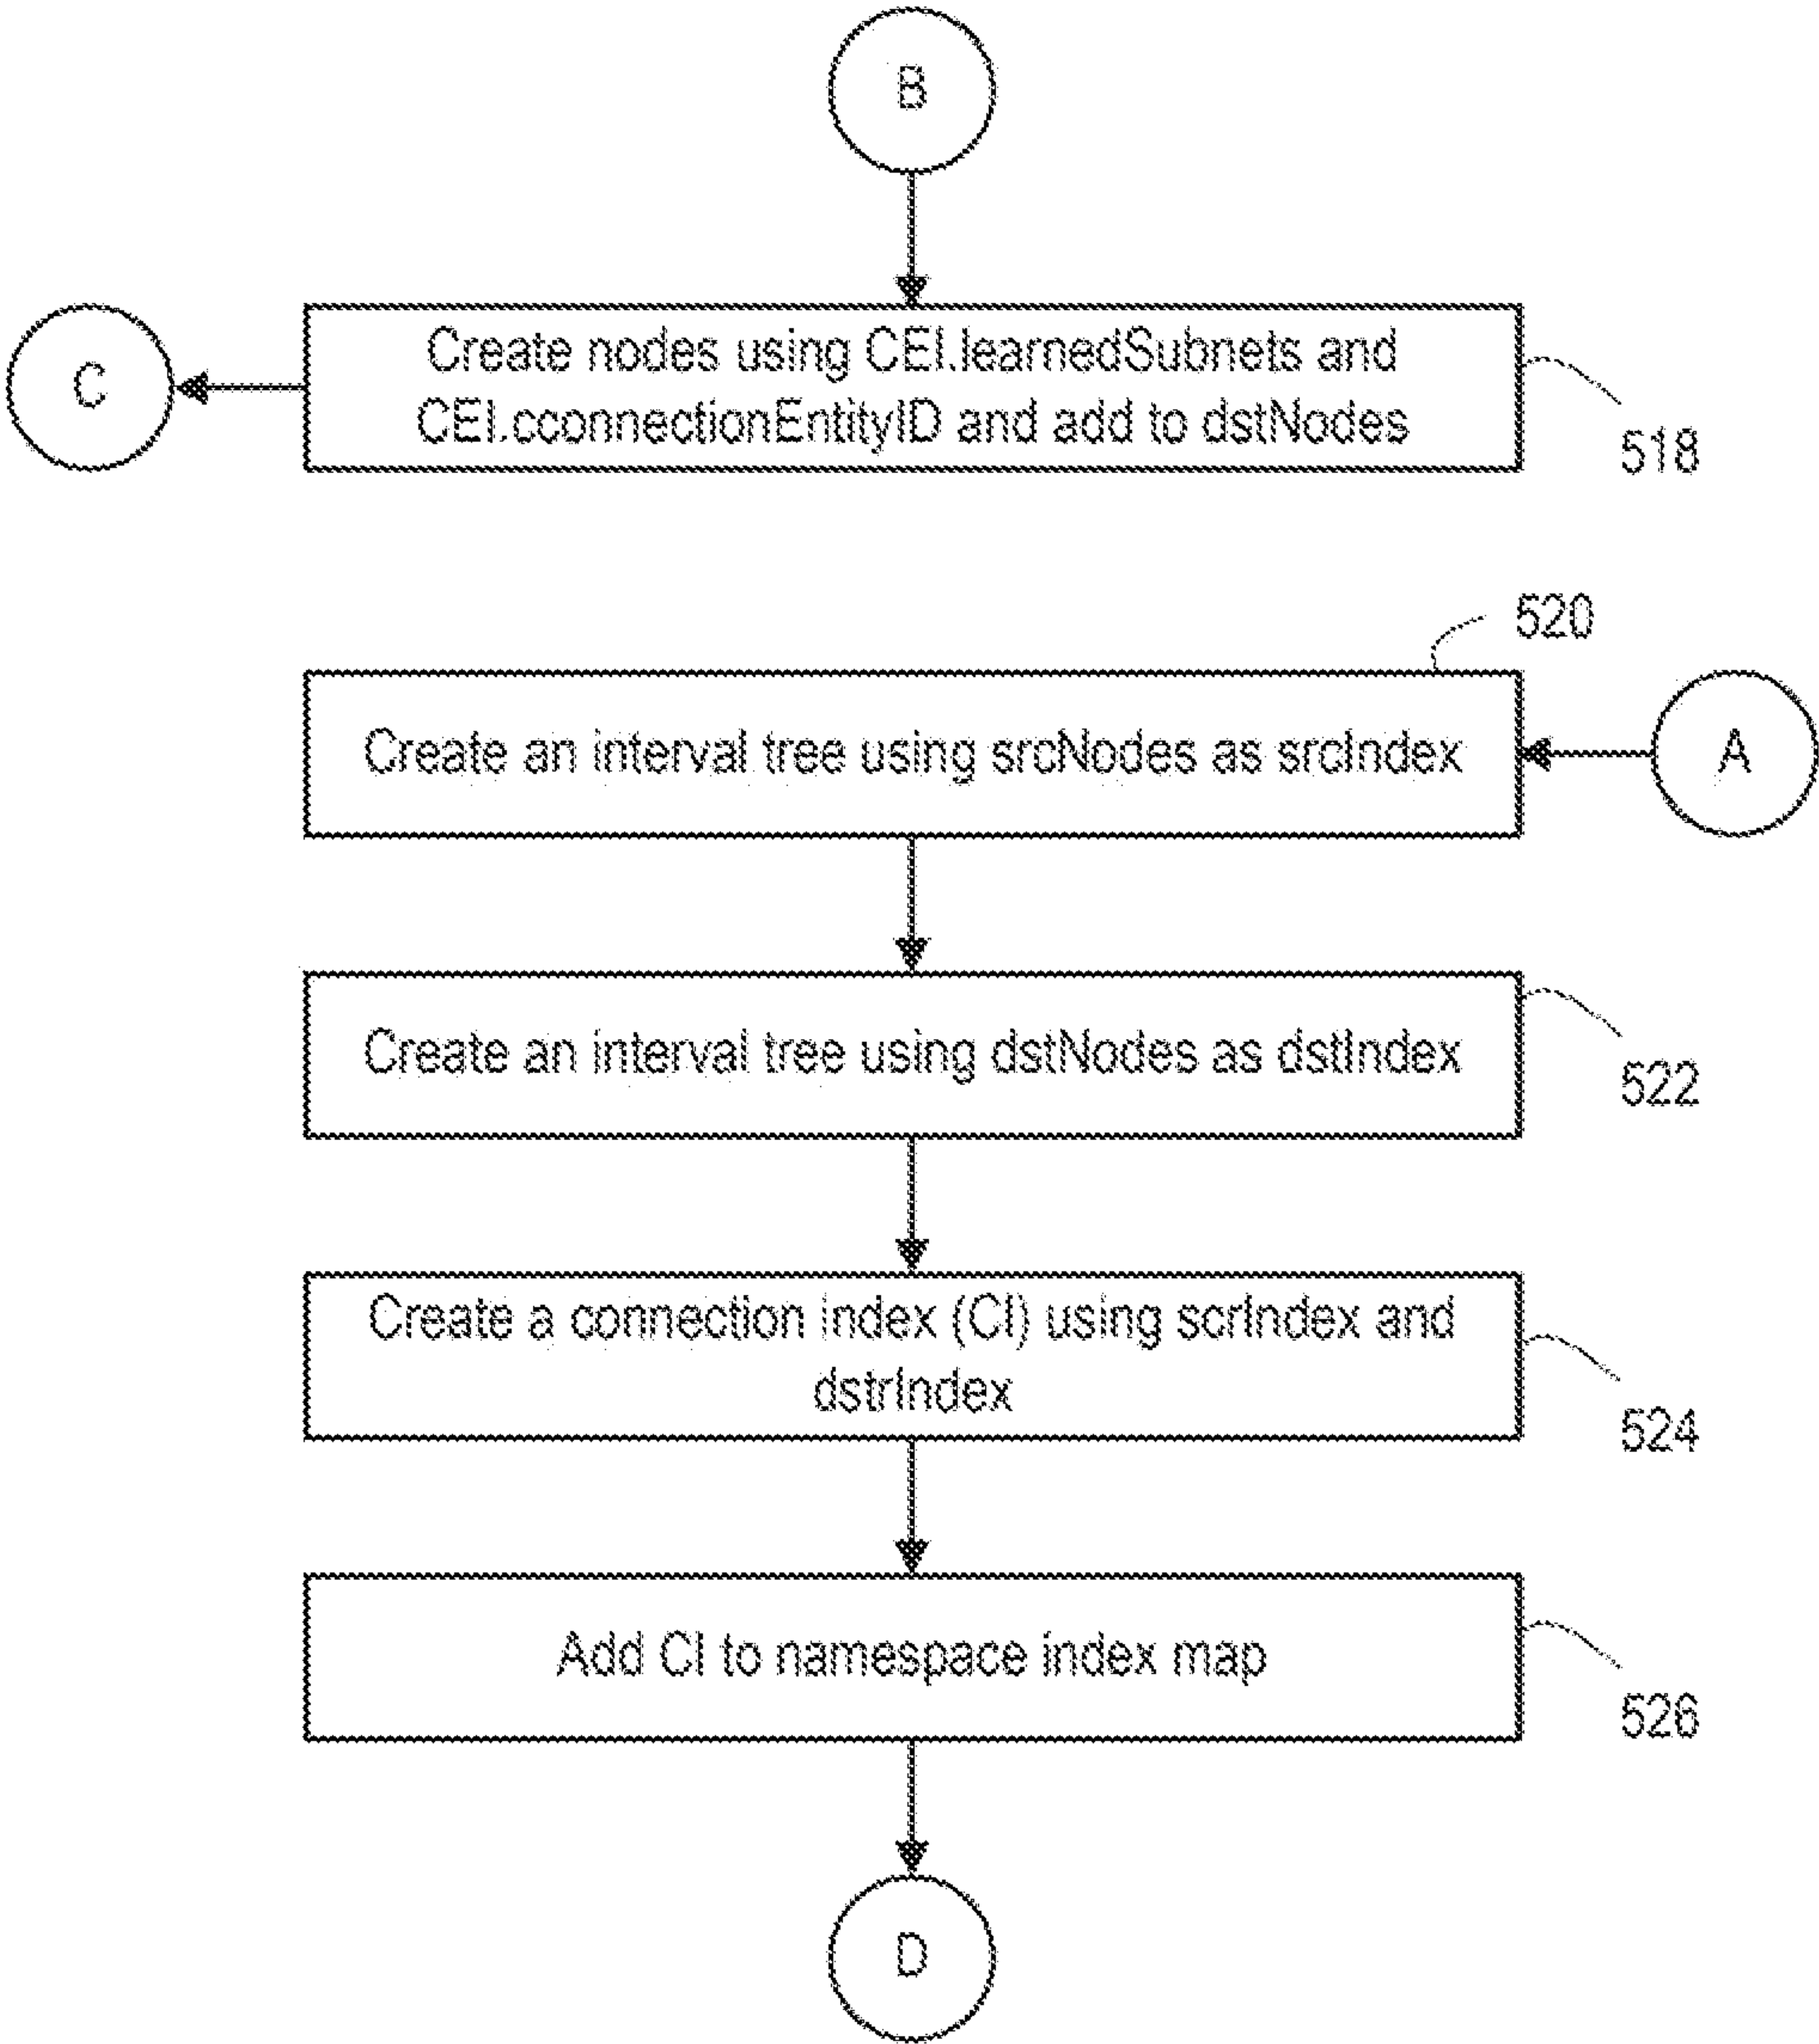 B
Create nodes using CEI.learnedSubnets and
CEI.cconnectionEntityID and add to dstNodes
C
518
520
Create an interval tree using srcNodes as srcIndex
A
Create an interval tree using dstNodes as dstIndex
522
Create a connection index (CI) using scrIndex and
dstrIndex
524
Add CI to namespace index map
526
D